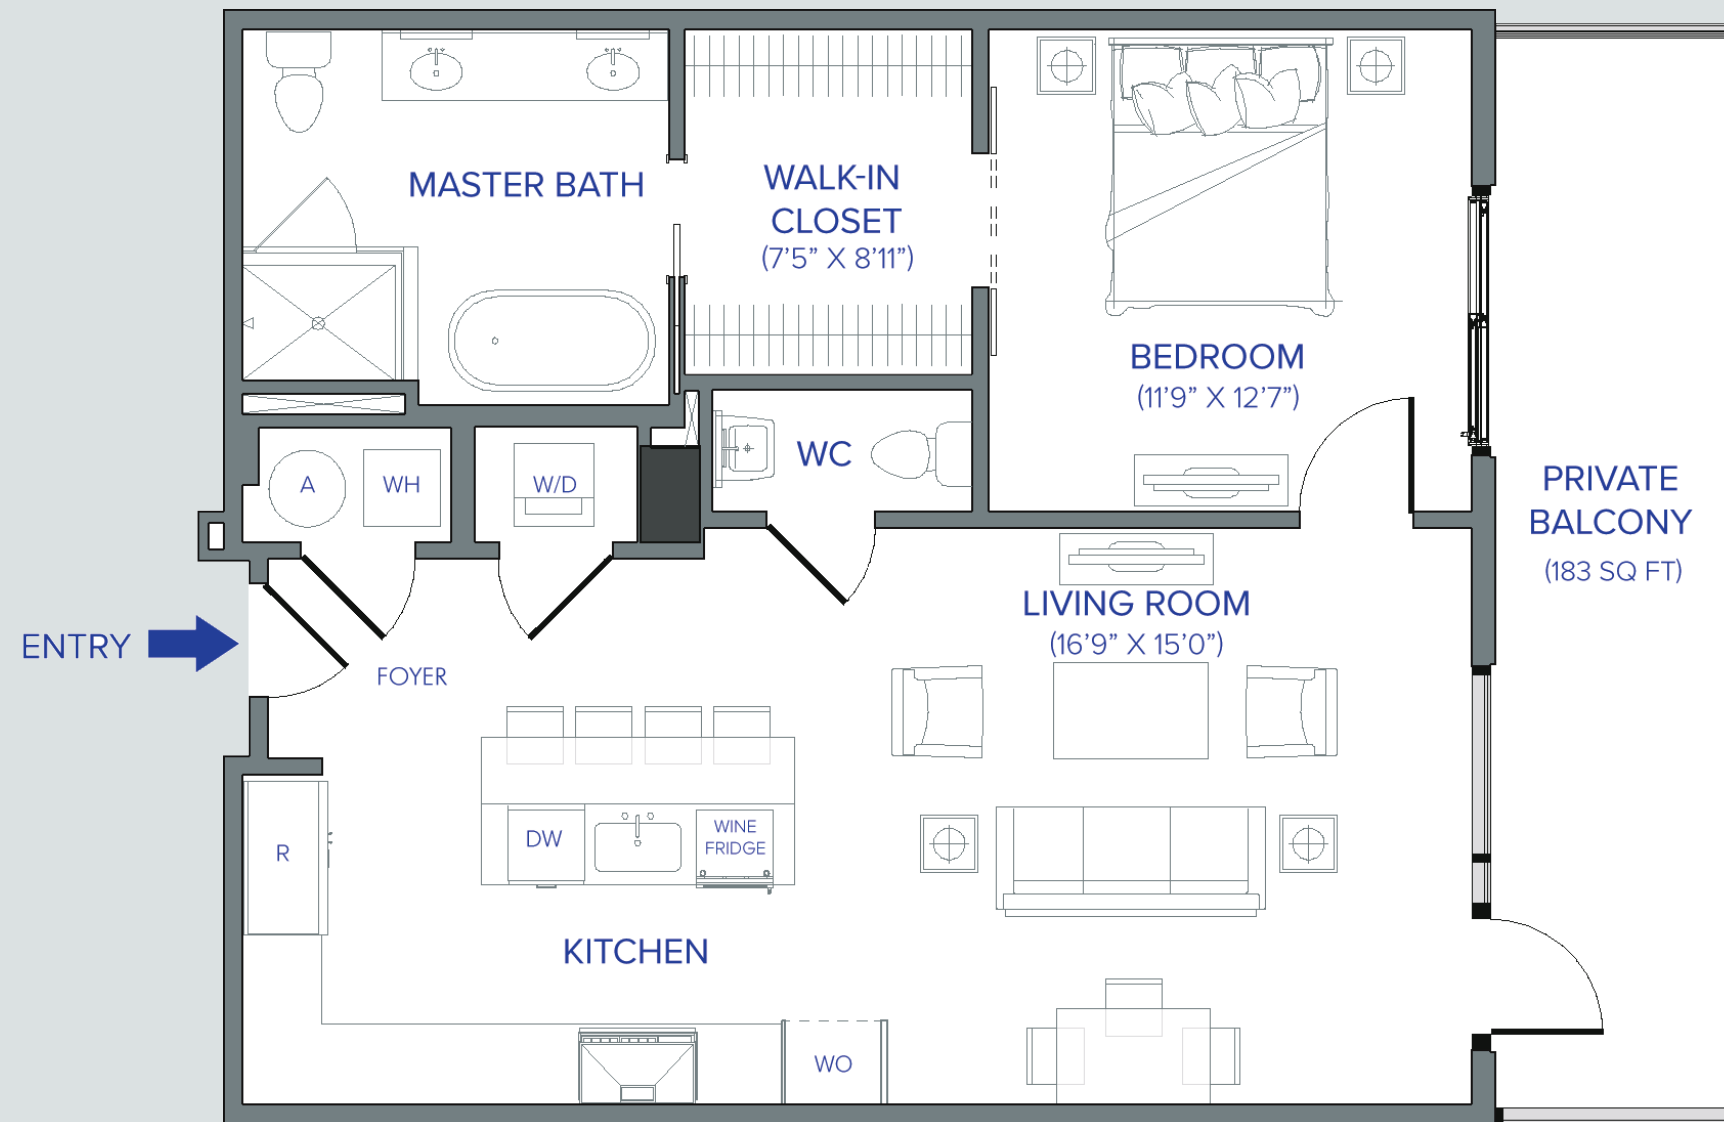 MASTER BATH
WALK-IN
CLOSET
(7'5” X 8'11”)
BEDROOM
(11'9” X 12'7”)
WC
A
WH
W/D
PRIVATE
BALCONY
(183 SQ FT)
LIVING ROOM
(16'9” X 15'0”)
ENTRY
FOYER
R
DW
WINE
FRIDGE
KITCHEN
WO